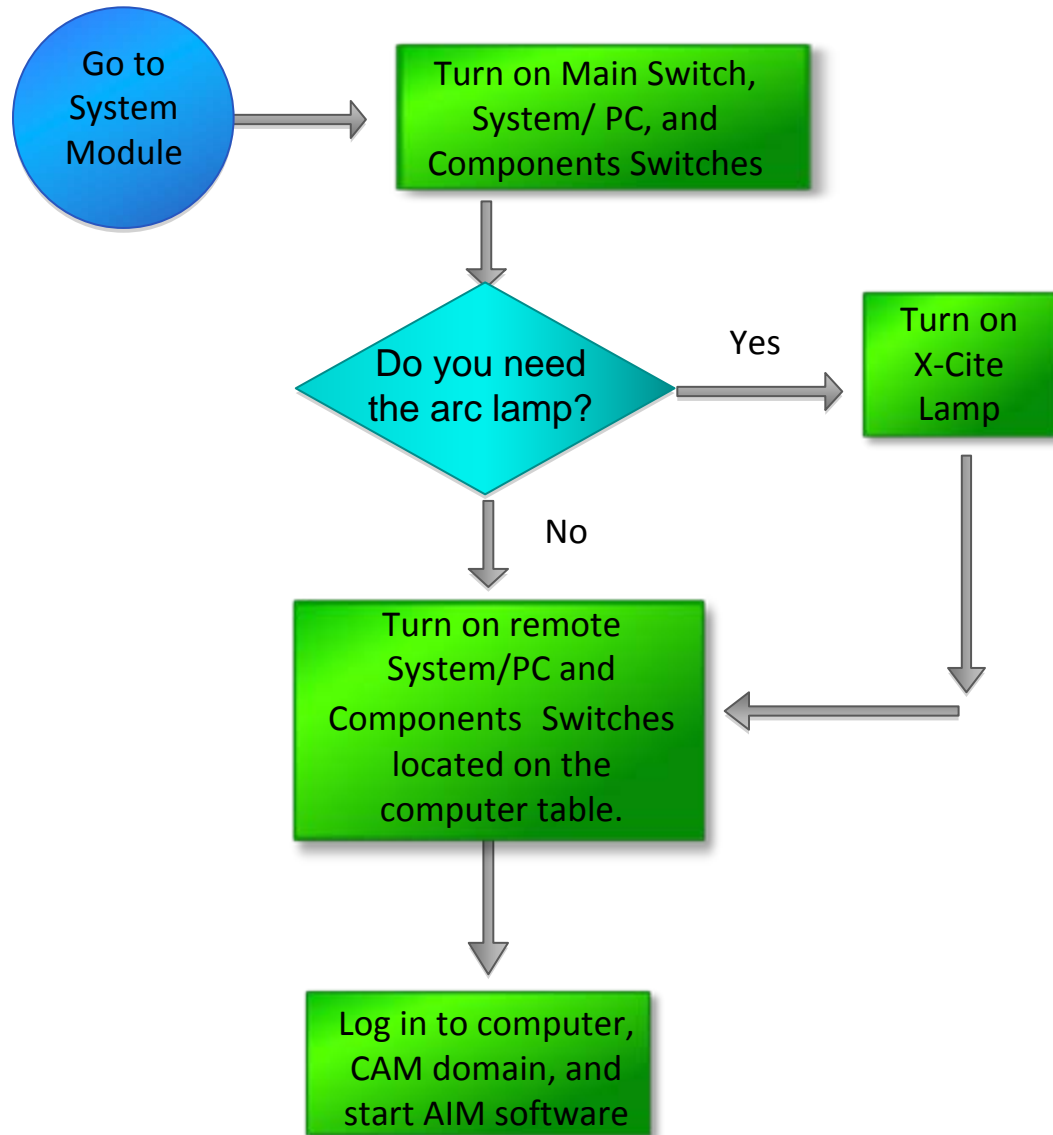 Go to
System
Module
Turn on Main Switch,
System/ PC, and
Components Switches
Do you need
the arc lamp?
Yes
Turn on
X-Cite
Lamp
No
Turn on remote
System/PC and
Components  Switches
located on the
computer table.
Log in to computer,
CAM domain, and
start AIM software